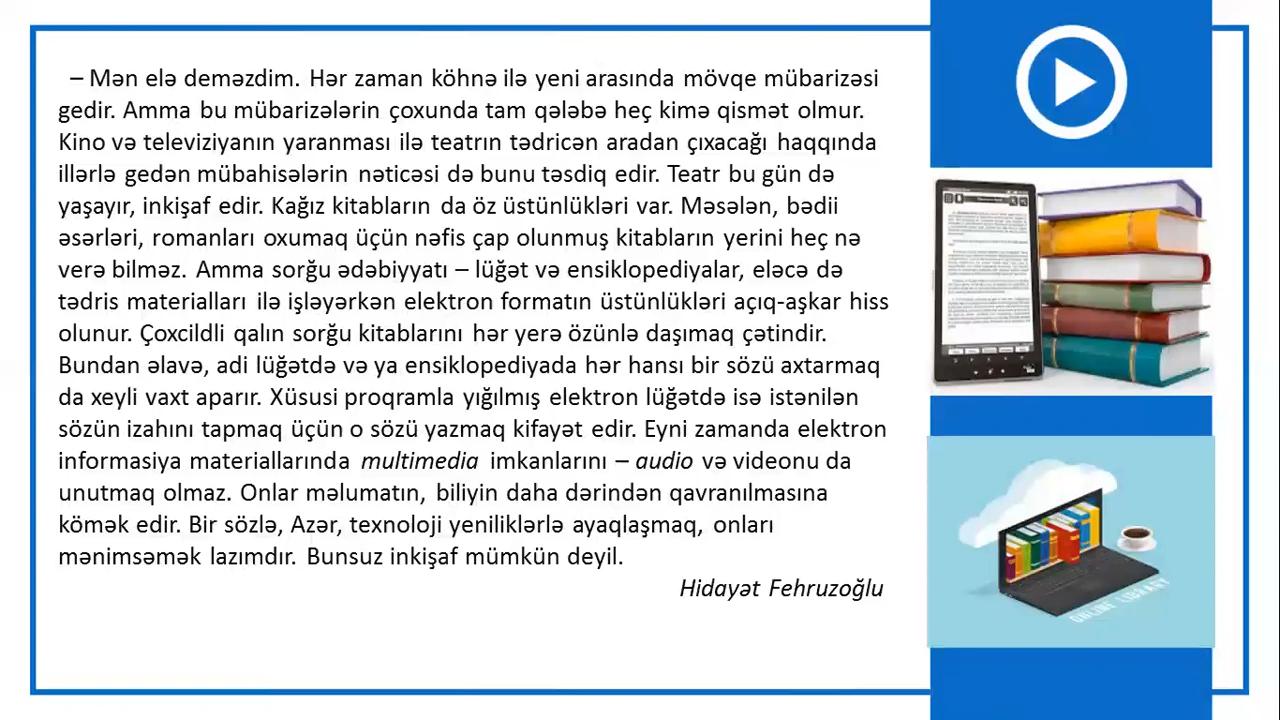 – Mən elə deməzdim. Hər zaman köhnə ilə yeni arasında mövqe mübarizəsi
gedir. Amma bu mübarizələrin çoxunda tam qələbə heç kimə qismət olmur.
Kino və televiziyanın yaranması ilə teatrın tədricən aradan çıxacağı haqqında
illərlə gedən mübahisələrin nəticəsi də bunu təsdiq edir. Teatr bu gün də
yaşayır, inkişaf edir. Kağız kitabların da öz üstünlükləri var. Məsələn, bədii
əsərləri, romanları oxumaq üçün nəfis çap olunmuş kitabların yerini heç nə
verə bilməz. Amma sorğu ədəbiyyatı – lüğət və ensiklopediyalar, eləcə də
tədris materialları ilə işləyərkən elektron formatın üstünlükləri açıq-aşkar hiss
olunur. Çoxcildli qalın sorğu kitablarını hər yerə özünlə daşımaq çətindir.
Bundan əlavə, adi lüğətdə və ya ensiklopediyada hər hansı bir sözü axtarmaq
da xeyli vaxt aparır. Xüsusi proqramla yığılmış elektron lüğətdə isə istənilən
sözün izahını tapmaq üçün o sözü yazmaq kifayət edir. Eyni zamanda elektron
informasiya materiallarında multimedia imkanlarını – audio və videonu da
unutmaq olmaz. Onlar məlumatın, biliyin daha dərindən qavranılmasına
kömək edir. Bir sözlə, Azər, texnoloji yeniliklərlə ayaqlaşmaq, onları
mənimsəmək lazımdır. Bunsuz inkişaf mümkün deyil.
Hidayət Fehruzoğlu
ONLINE LIBRARY